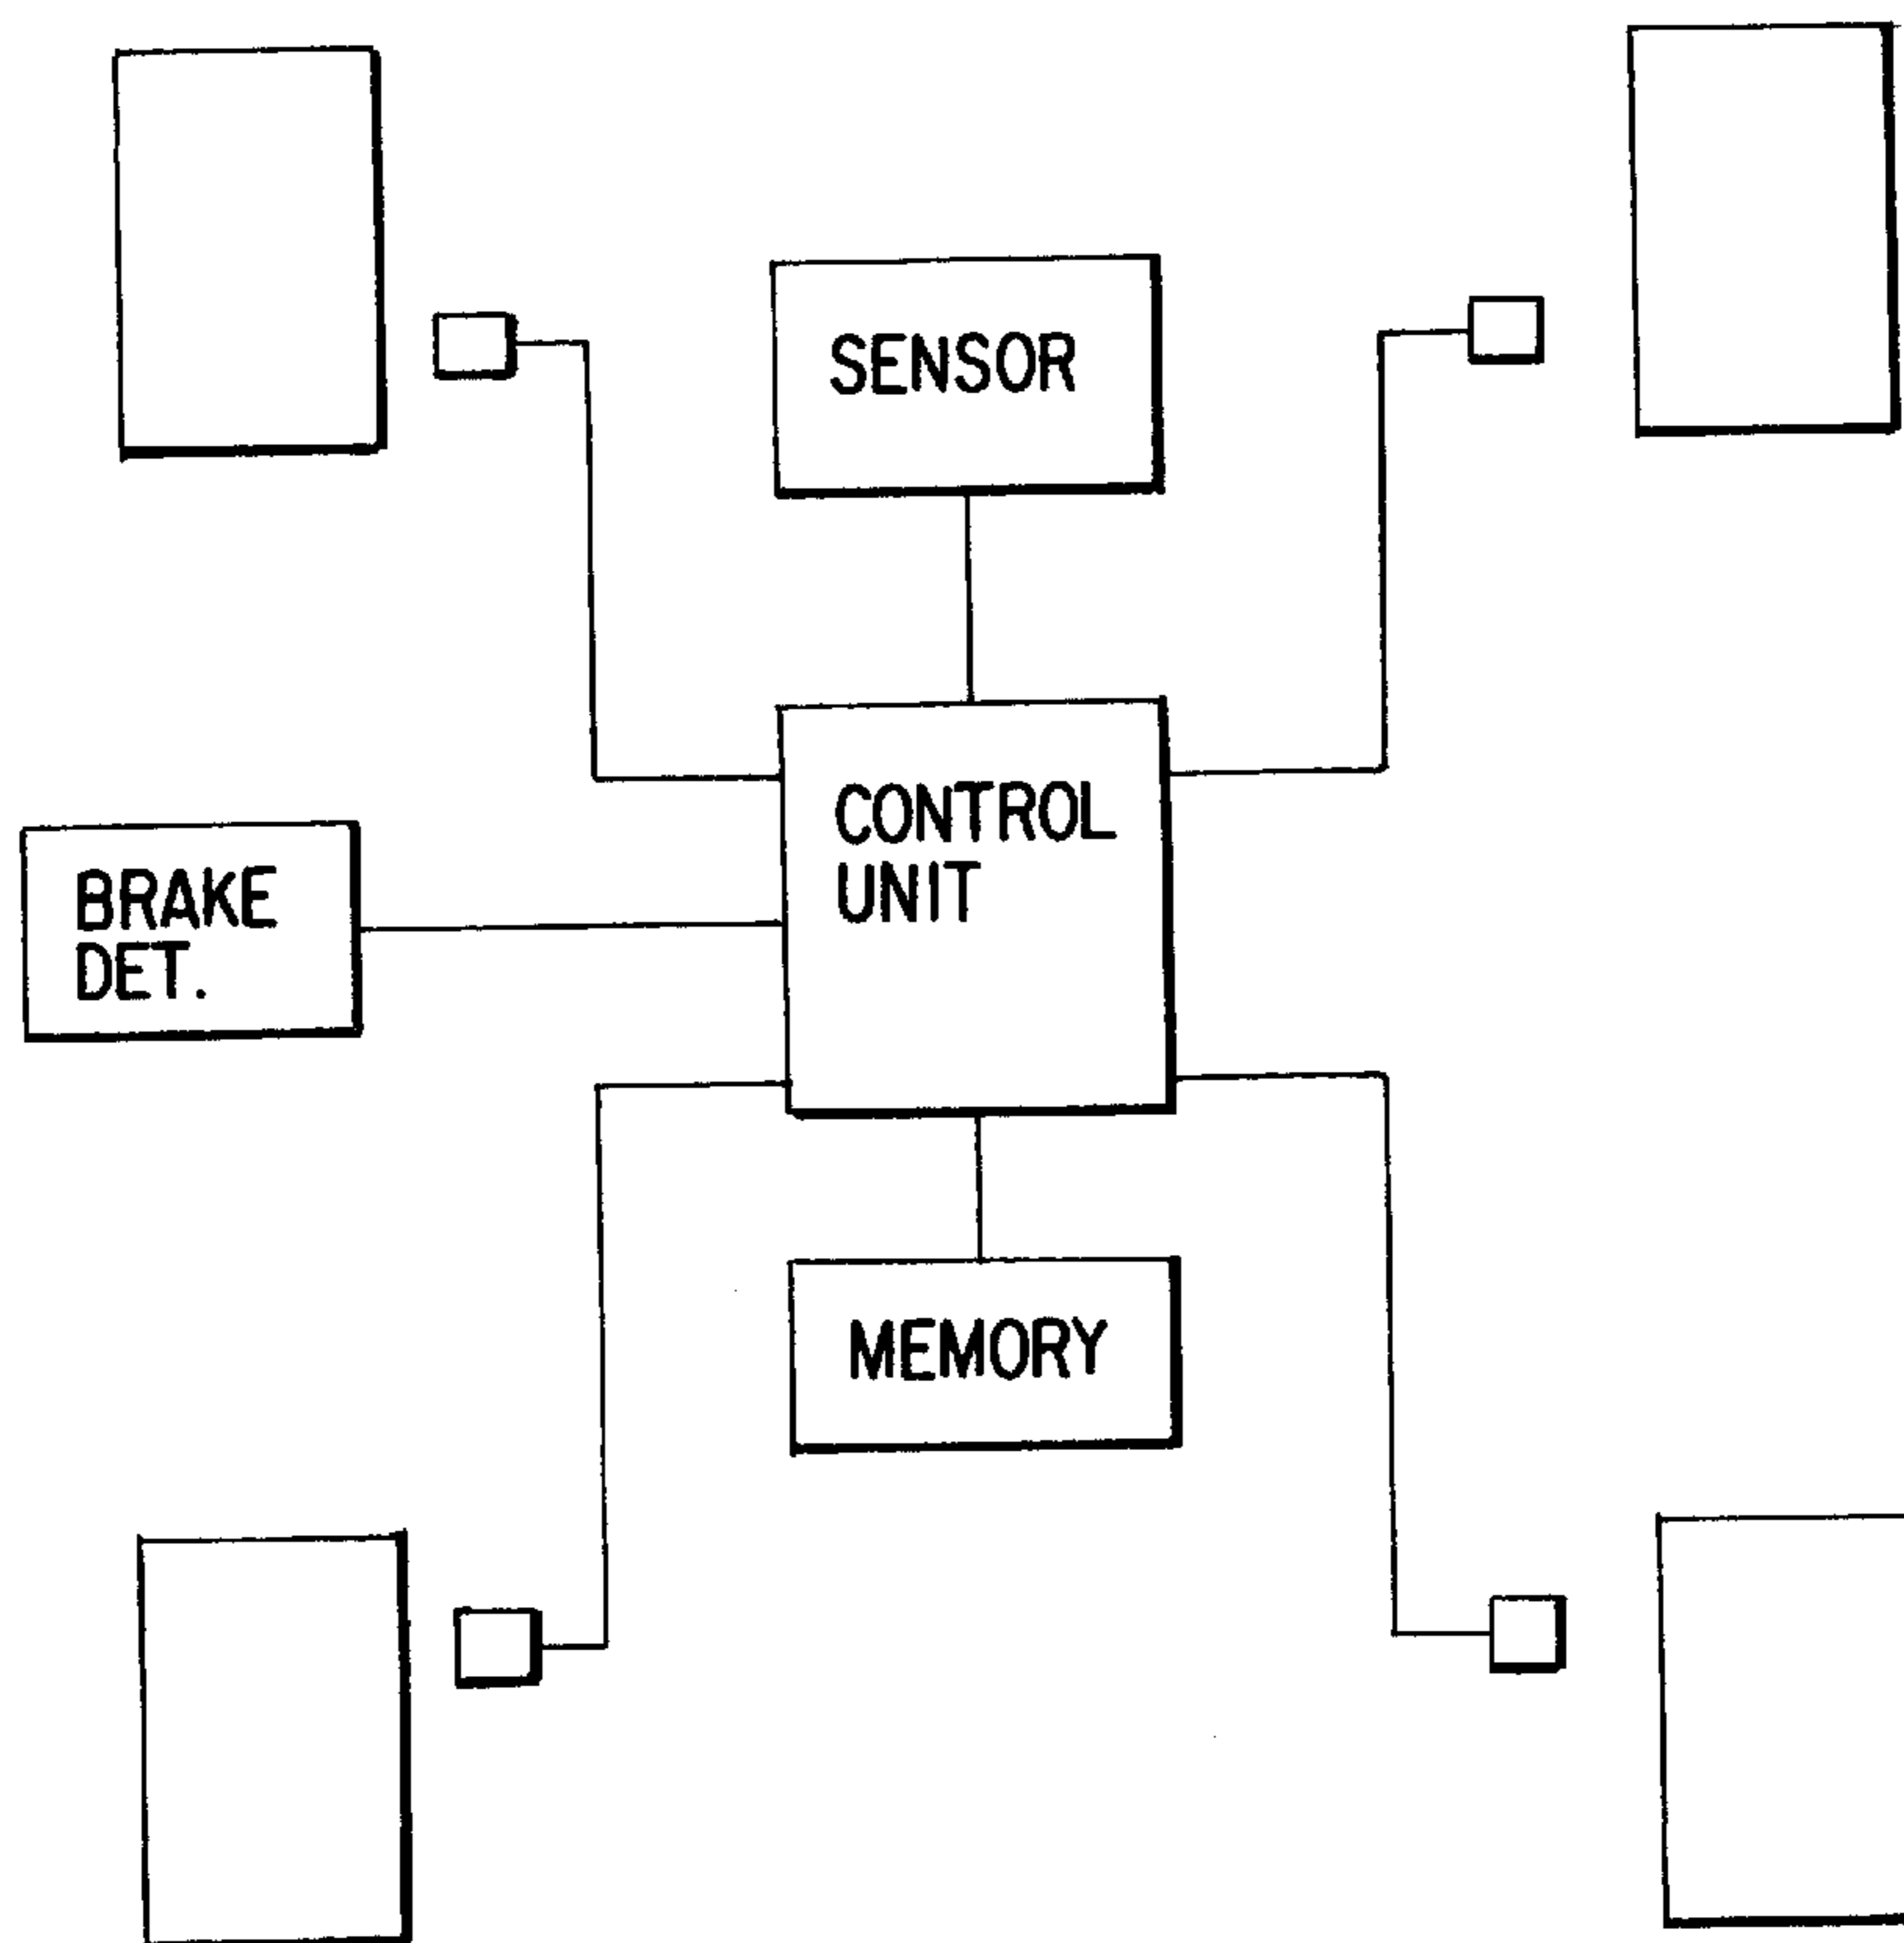 SENSOR
CONTROL
UNIT
BRAKE
DET.
MEMORY